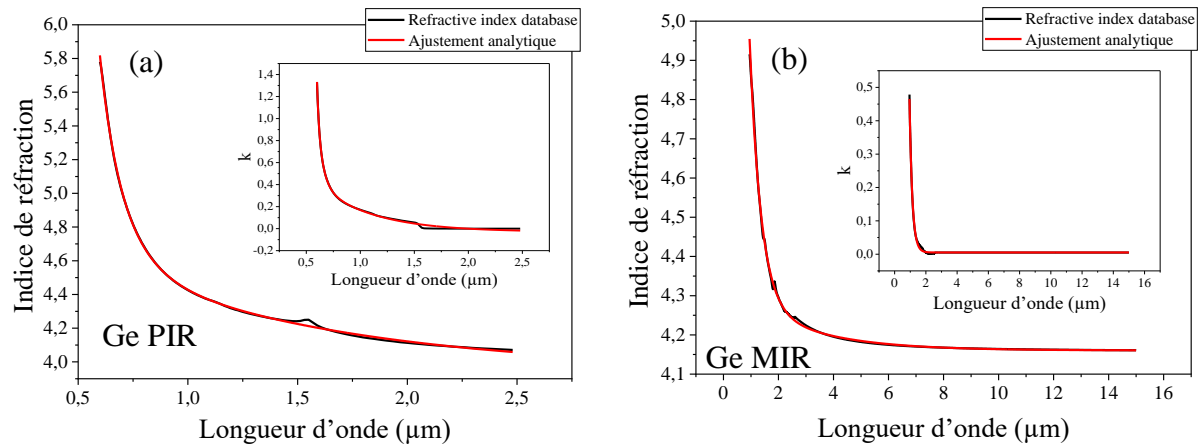 Refractive index database
Ajustement analytique
(a)
6,0
5,8
5,6
5,4
5,2
5,0
4,8
4,6
4,4
4,2
4,0
Indice de réfraction
1,4
1,2
1,0
0,8
0,6
0,4
0,2
0,0
-0,2
k
0,5 1,0 1,5 2,0 2,5
Longueur d’onde (µm)
Ge PIR
0,5 1,0 1,5 2,0 2,5
Longueur d’onde (µm)
Refractive index database
Ajustement analytique
(b)
5,0
4,9
4,8
4,7
4,6
4,5
4,4
4,3
4,2
4,1
Indice de réfraction
0,5
0,4
0,3
0,2
0,1
0,0
k
0 2 4 6 8 10 12 14 16
Longueur d’onde (µm)
Ge MIR
0 2 4 6 8 10 12 14 16
Longueur d’onde (µm)